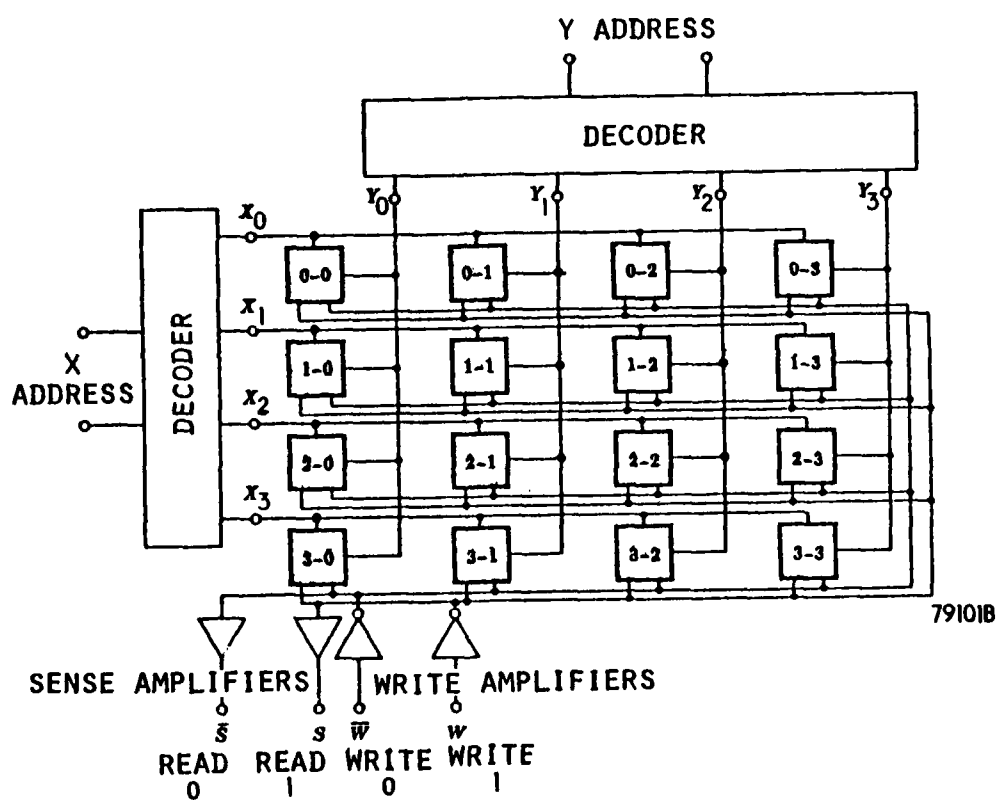 Y ADDRESS
DECODER
Y0 Y1 Y2 Y3
X0
0-0 0-1 0-2 0-3
X1
1-0 1-1 1-2 1-3
X ADDRESS
DECODER
X2
2-0 2-1 2-2 2-3
X3
3-0 3-1 3-2 3-3
79101B
SENSE AMPLIFIERS WRITE AMPLIFIERS
s̄ s w̄ w
READ READ WRITE WRITE
0 1 0 1